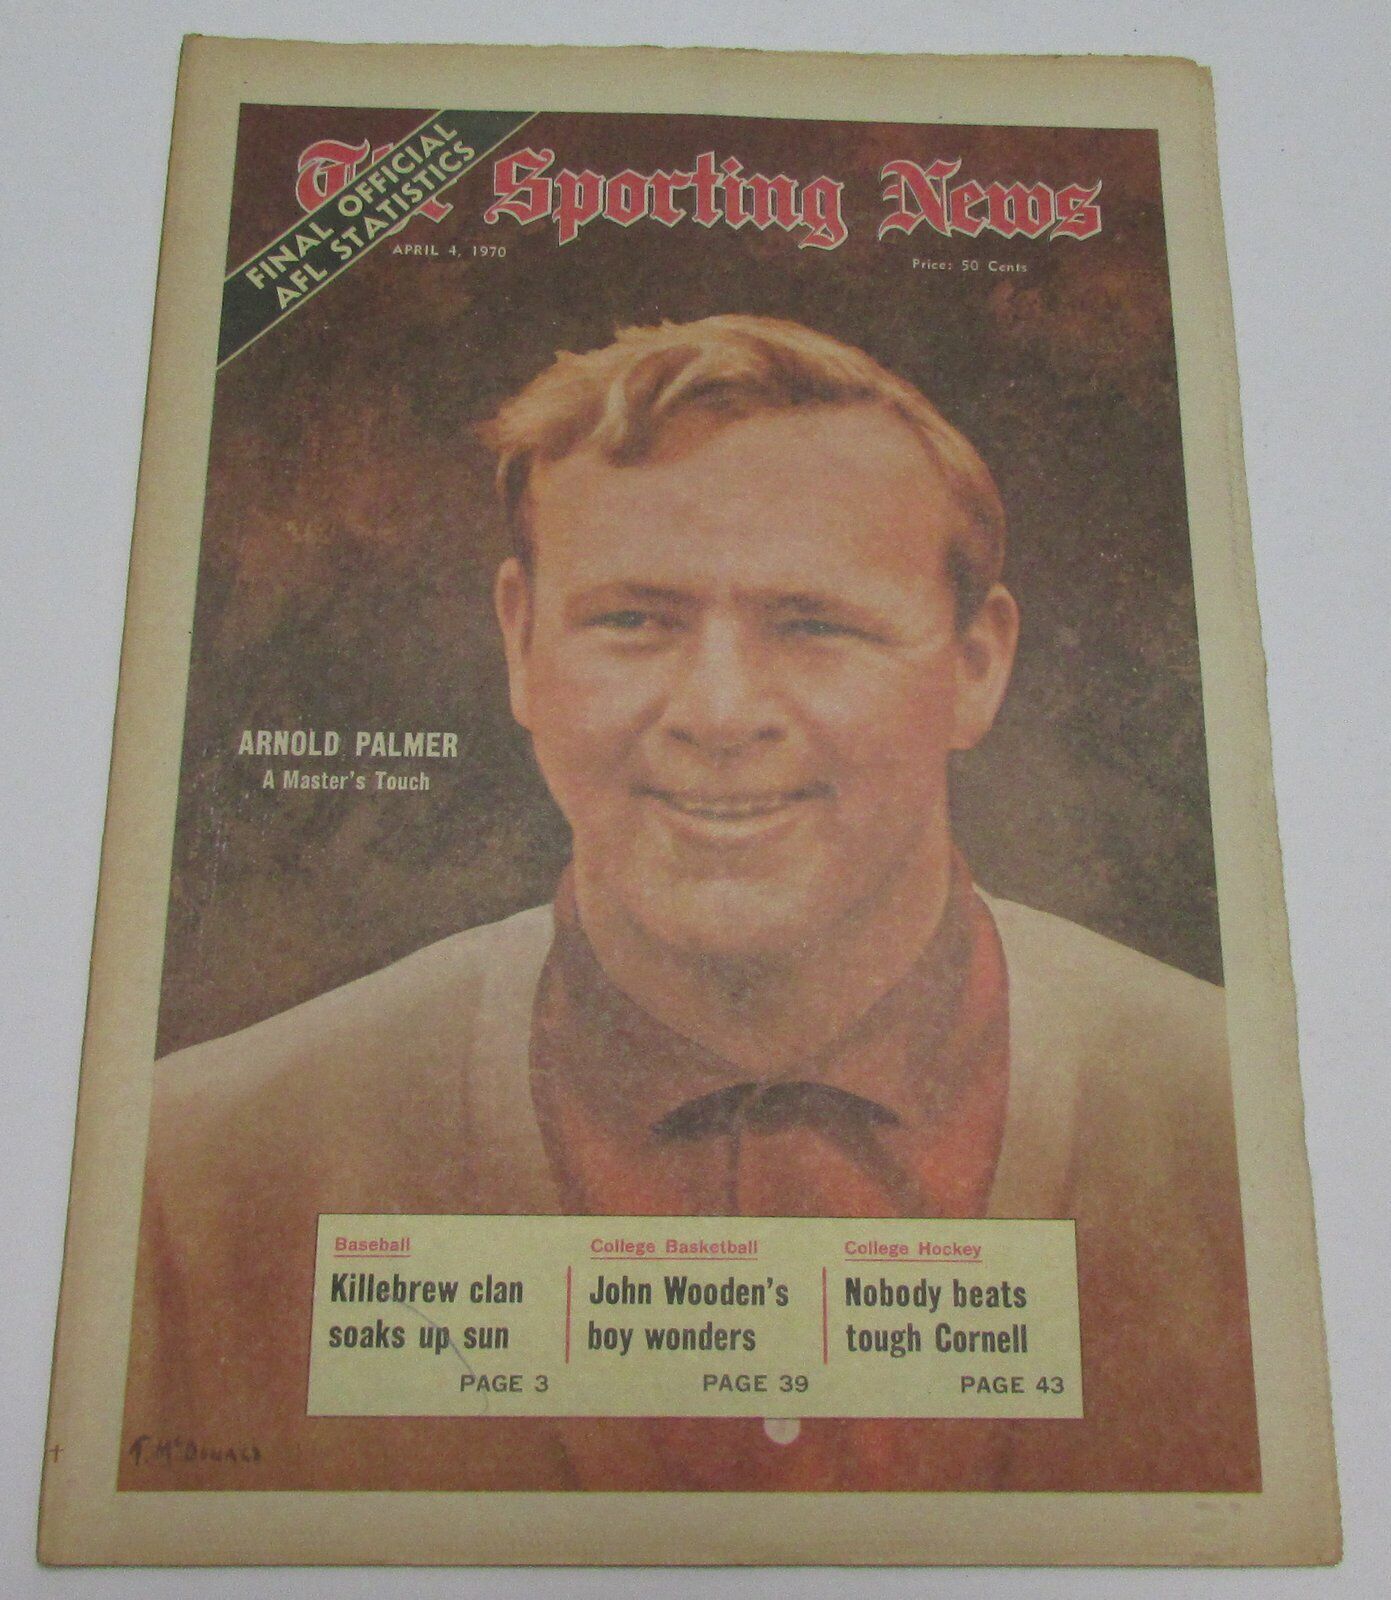 FINAL OFFICIAL
AFL STATISTICS
The Sporting News
APRIL 4, 1970
Price: 50 Cents
ARNOLD PALMER
A Master's Touch
Baseball
Killebrew clan
soaks up sun
PAGE 3
College Basketball
John Wooden's
boy wonders
PAGE 39
College Hockey
Nobody beats
tough Cornell
PAGE 43
T. McDONALD